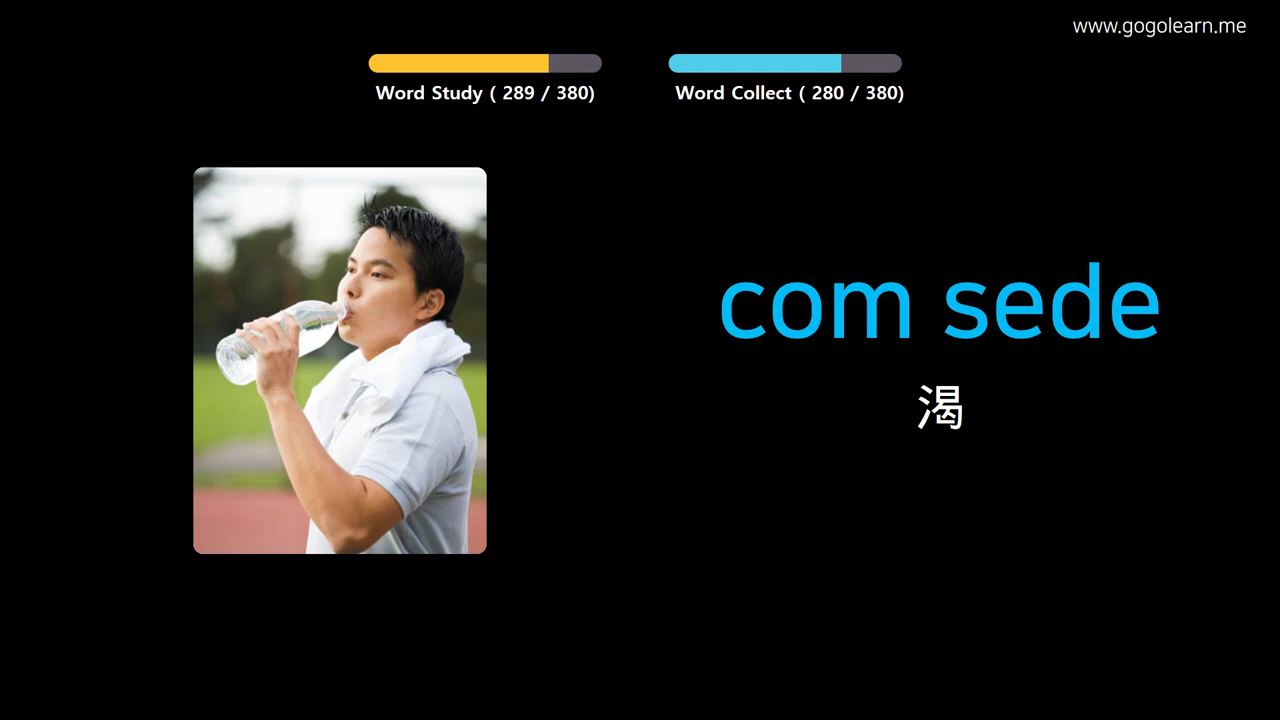 www.gogolearn.me
Word Study ( 289 / 380)
Word Collect ( 280 / 380)
com sede
渴